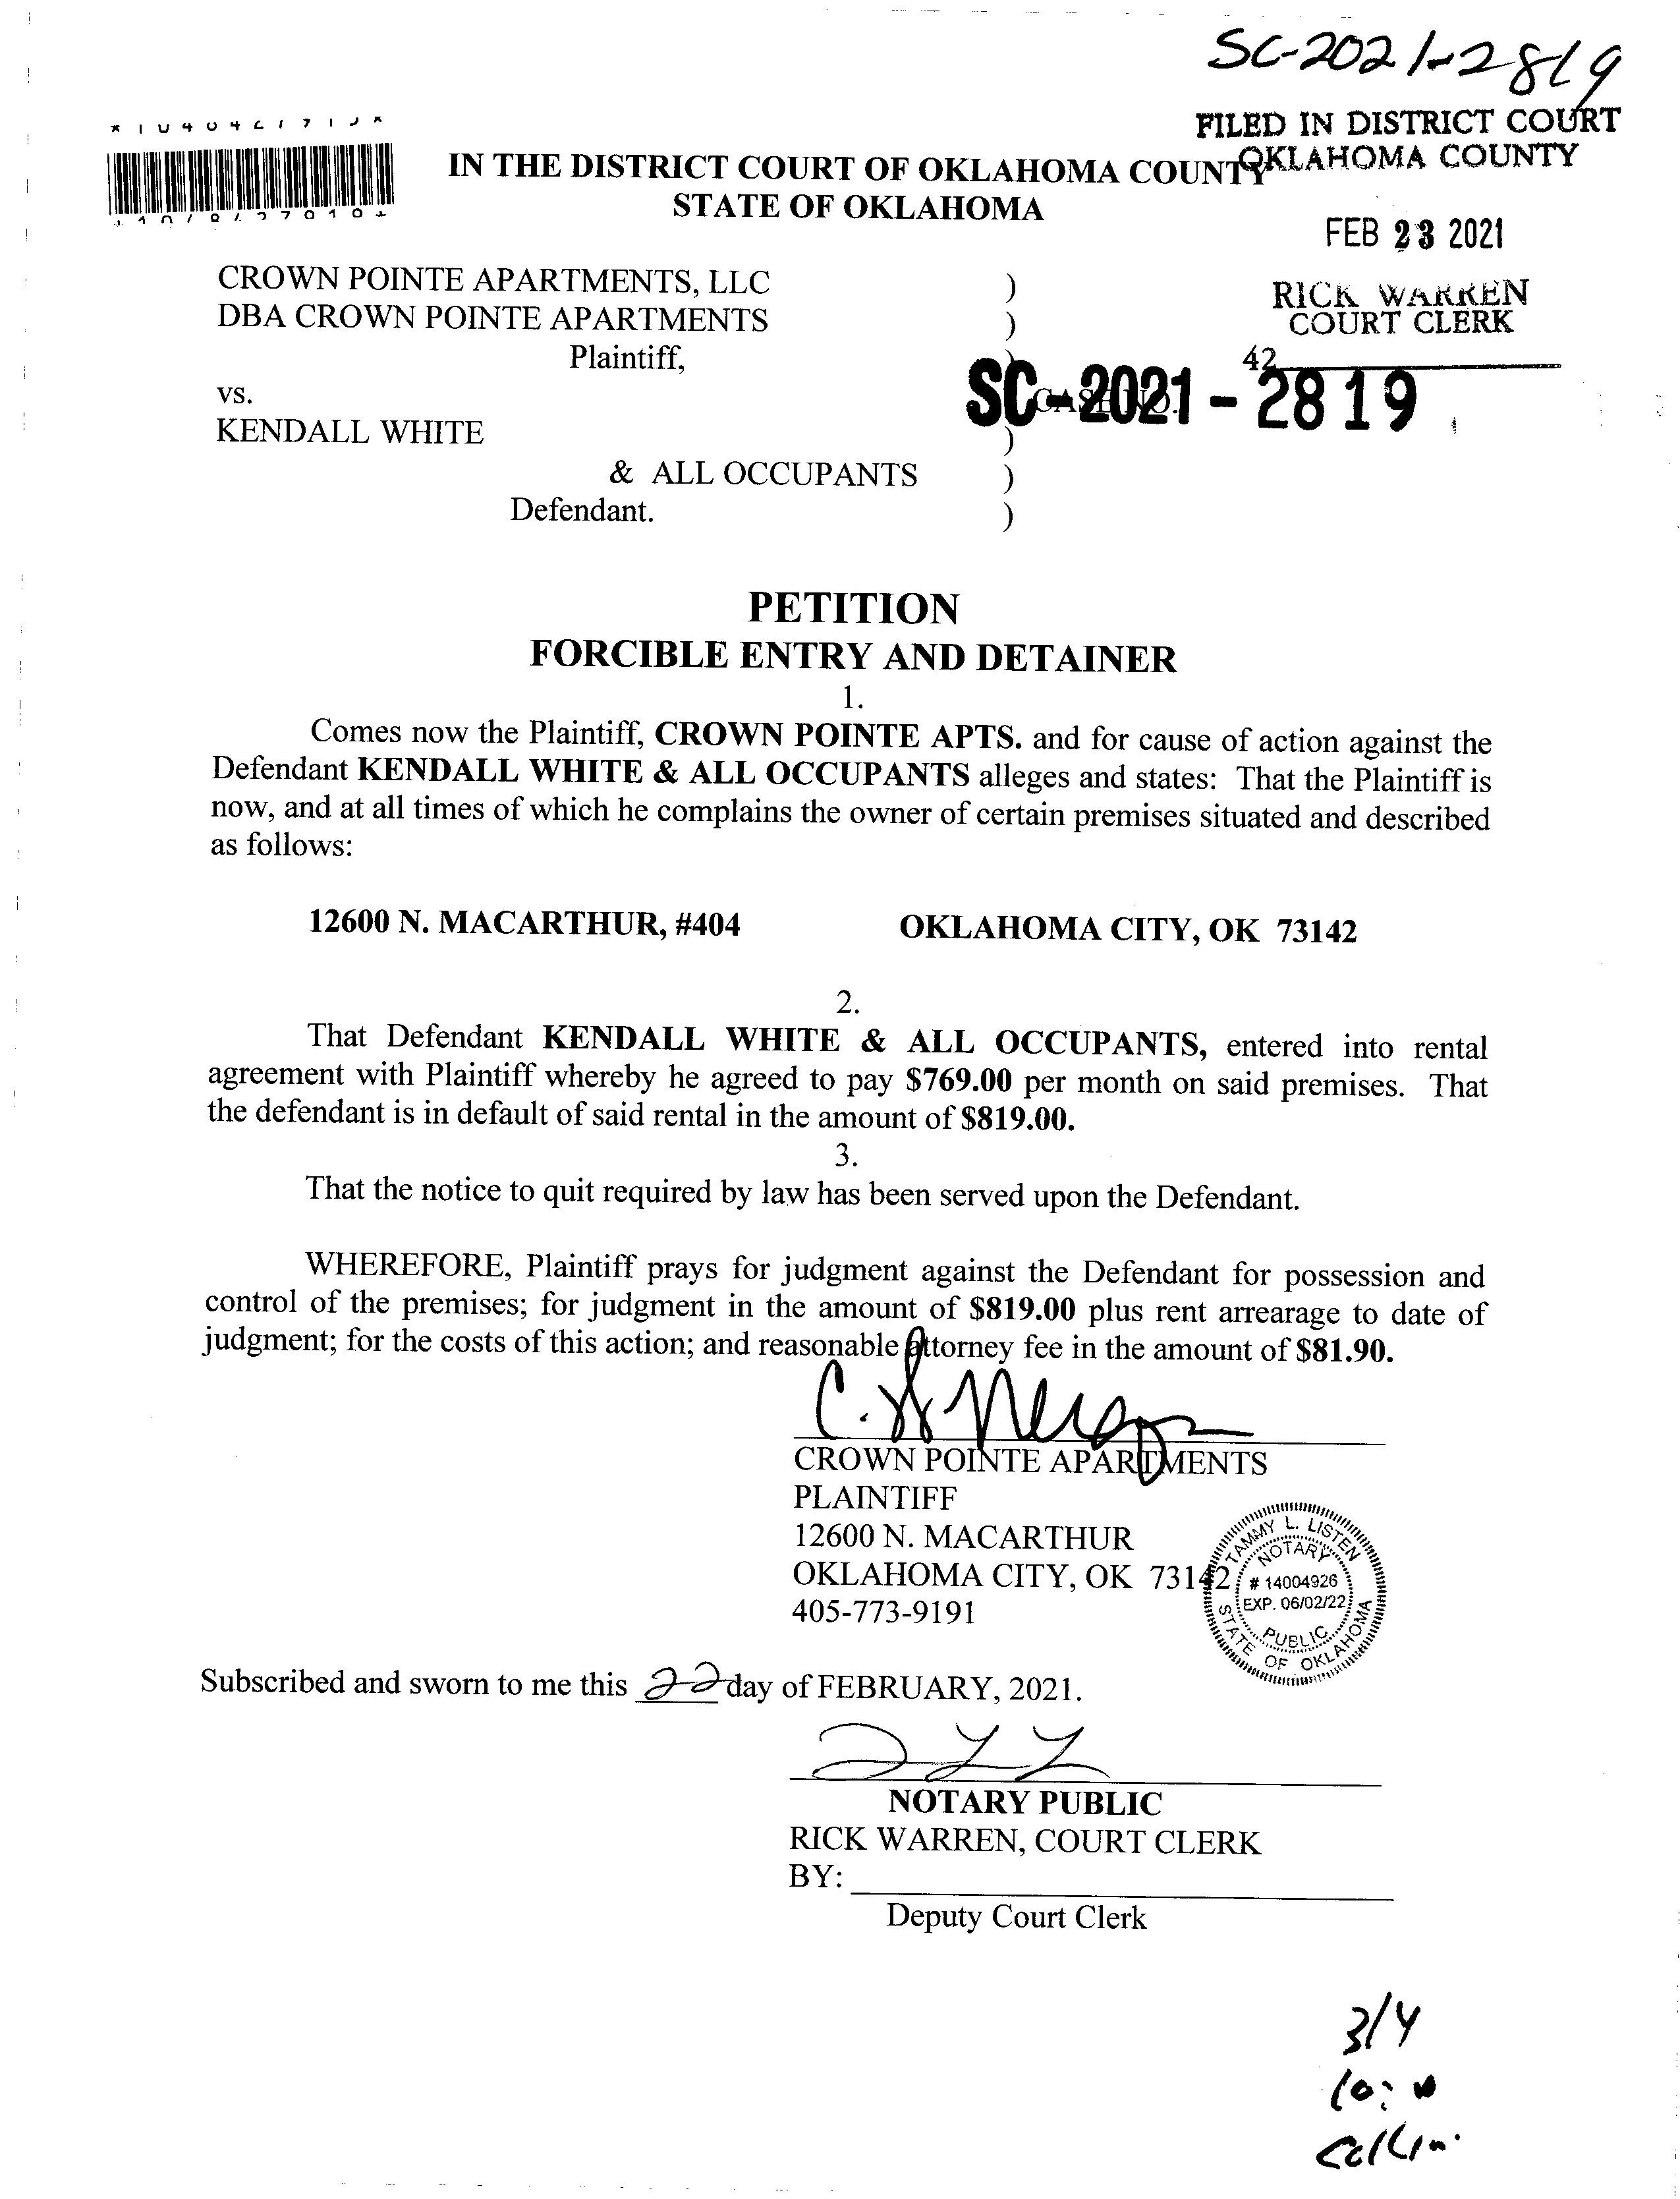 SC-2021-2819
FILED IN DISTRICT COURT
OKLAHOMA COUNTY
IN THE DISTRICT COURT OF OKLAHOMA COUNTY
STATE OF OKLAHOMA
FEB 23 2021
CROWN POINTE APARTMENTS, LLC )
DBA CROWN POINTE APARTMENTS )
RICK WARREN
COURT CLERK
42
Plaintiff, )
vs. CASE NO.
SC-2021-2819
KENDALL WHITE )
& ALL OCCUPANTS )
Defendant. )
PETITION
FORCIBLE ENTRY AND DETAINER
1.
Comes now the Plaintiff, CROWN POINTE APTS. and for cause of action against the
Defendant KENDALL WHITE & ALL OCCUPANTS alleges and states: That the Plaintiff is
now, and at all times of which he complains the owner of certain premises situated and described
as follows:
12600 N. MACARTHUR, #404 OKLAHOMA CITY, OK 73142
2.
That Defendant KENDALL WHITE & ALL OCCUPANTS, entered into rental
agreement with Plaintiff whereby he agreed to pay $769.00 per month on said premises. That
the defendant is in default of said rental in the amount of $819.00.
3.
That the notice to quit required by law has been served upon the Defendant.
WHEREFORE, Plaintiff prays for judgment against the Defendant for possession and
control of the premises; for judgment in the amount of $819.00 plus rent arrearage to date of
judgment; for the costs of this action; and reasonable attorney fee in the amount of $81.90.
CROWN POINTE APARTMENTS
PLAINTIFF
12600 N. MACARTHUR
OKLAHOMA CITY, OK 73142
405-773-9191
TAMMY L. LISTEN
NOTARY
# 14004926
EXP. 06/02/22
PUBLIC
STATE OF OKLAHOMA
Subscribed and sworn to me this 22 day of FEBRUARY, 2021.
NOTARY PUBLIC
RICK WARREN, COURT CLERK
BY:
Deputy Court Clerk
3/4